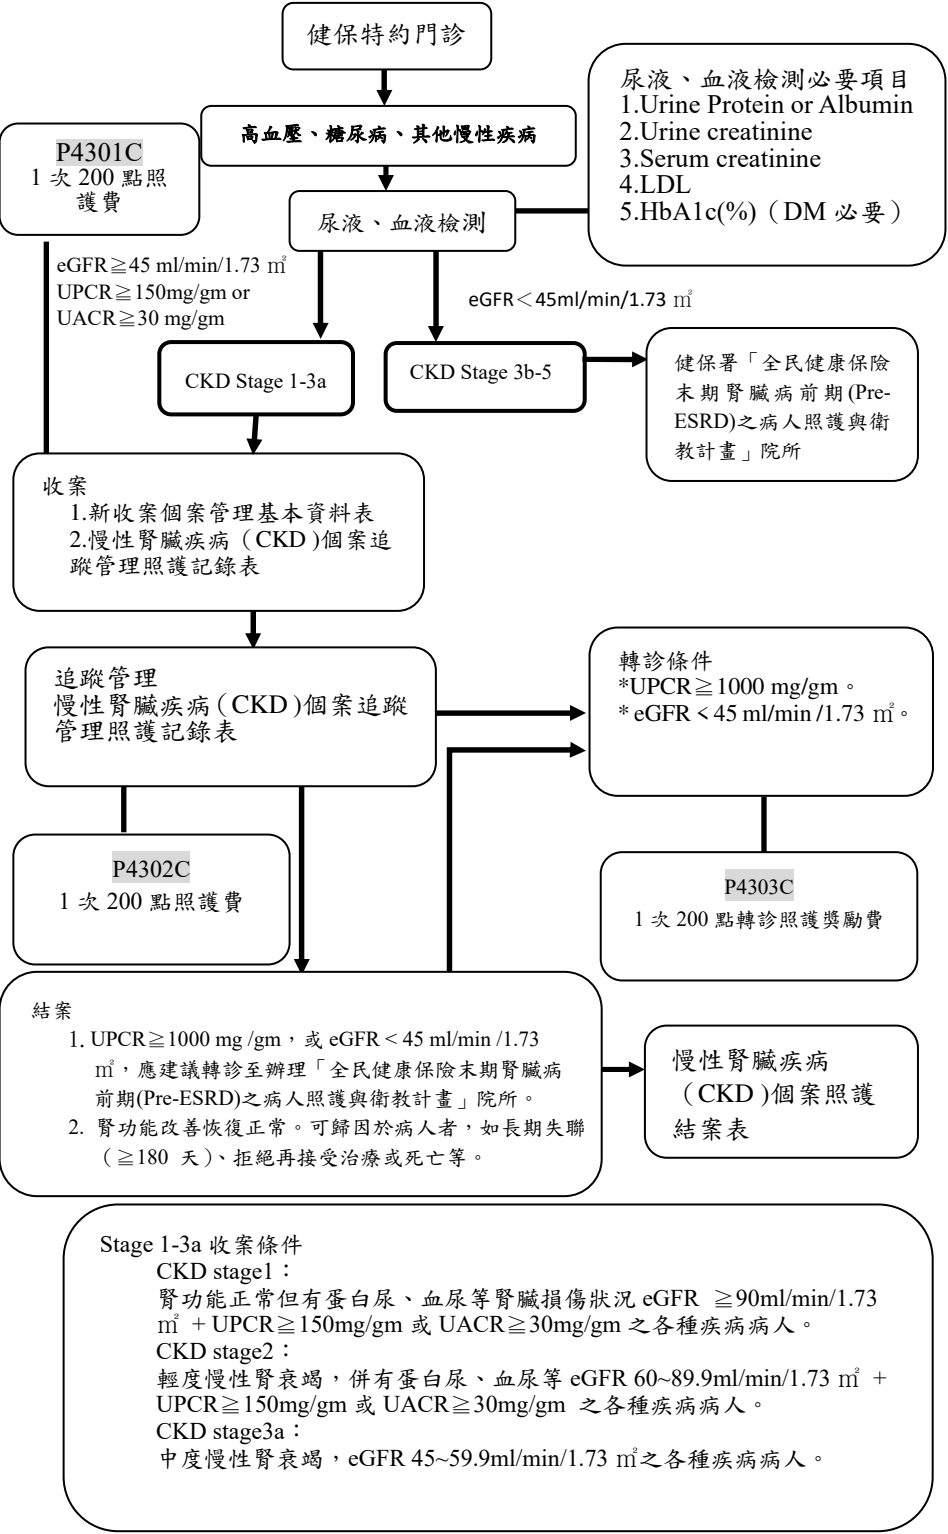 健保特約門診
尿液、血液檢測必要項目
1.Urine Protein or Albumin
2.Urine creatinine
3.Serum creatinine
4.LDL
5.HbA1c(%)（DM 必要）
高血壓、糖尿病、其他慢性疾病
P4301C
1 次 200 點照
護費
尿液、血液檢測
eGFR≧45 ml/min/1.73 ㎡
UPCR≧150mg/gm or
UACR≧30 mg/gm
eGFR＜45ml/min/1.73 ㎡
CKD Stage 1-3a
CKD Stage 3b-5
健保署「全民健康保險
末期腎臟病前期(Pre-
ESRD)之病人照護與衛
教計畫」院所
收案
1.新收案個案管理基本資料表
2.慢性腎臟疾病（CKD )個案追
蹤管理照護記錄表
追蹤管理
慢性腎臟疾病（CKD )個案追蹤
管理照護記錄表
轉診條件
*UPCR≧1000 mg/gm。
* eGFR < 45 ml/min /1.73 ㎡。
P4302C
1 次 200 點照護費
P4303C
1 次 200 點轉診照護獎勵費
結案
1. UPCR≧1000 mg /gm，或 eGFR < 45 ml/min /1.73
㎡，應建議轉診至辦理「全民健康保險末期腎臟病
前期(Pre-ESRD)之病人照護與衛教計畫」院所。
2. 腎功能改善恢復正常。可歸因於病人者，如長期失聯
（≧180 天）、拒絕再接受治療或死亡等。
慢性腎臟疾病
（CKD )個案照護
結案表
Stage 1-3a 收案條件
CKD stage1：
腎功能正常但有蛋白尿、血尿等腎臟損傷狀況 eGFR ≧90ml/min/1.73
㎡ + UPCR≧150mg/gm 或 UACR≧30mg/gm 之各種疾病病人。
CKD stage2：
輕度慢性腎衰竭，併有蛋白尿、血尿等 eGFR 60~89.9ml/min/1.73 ㎡ +
UPCR≧150mg/gm 或 UACR≧30mg/gm 之各種疾病病人。
CKD stage3a：
中度慢性腎衰竭，eGFR 45~59.9ml/min/1.73 ㎡之各種疾病病人。